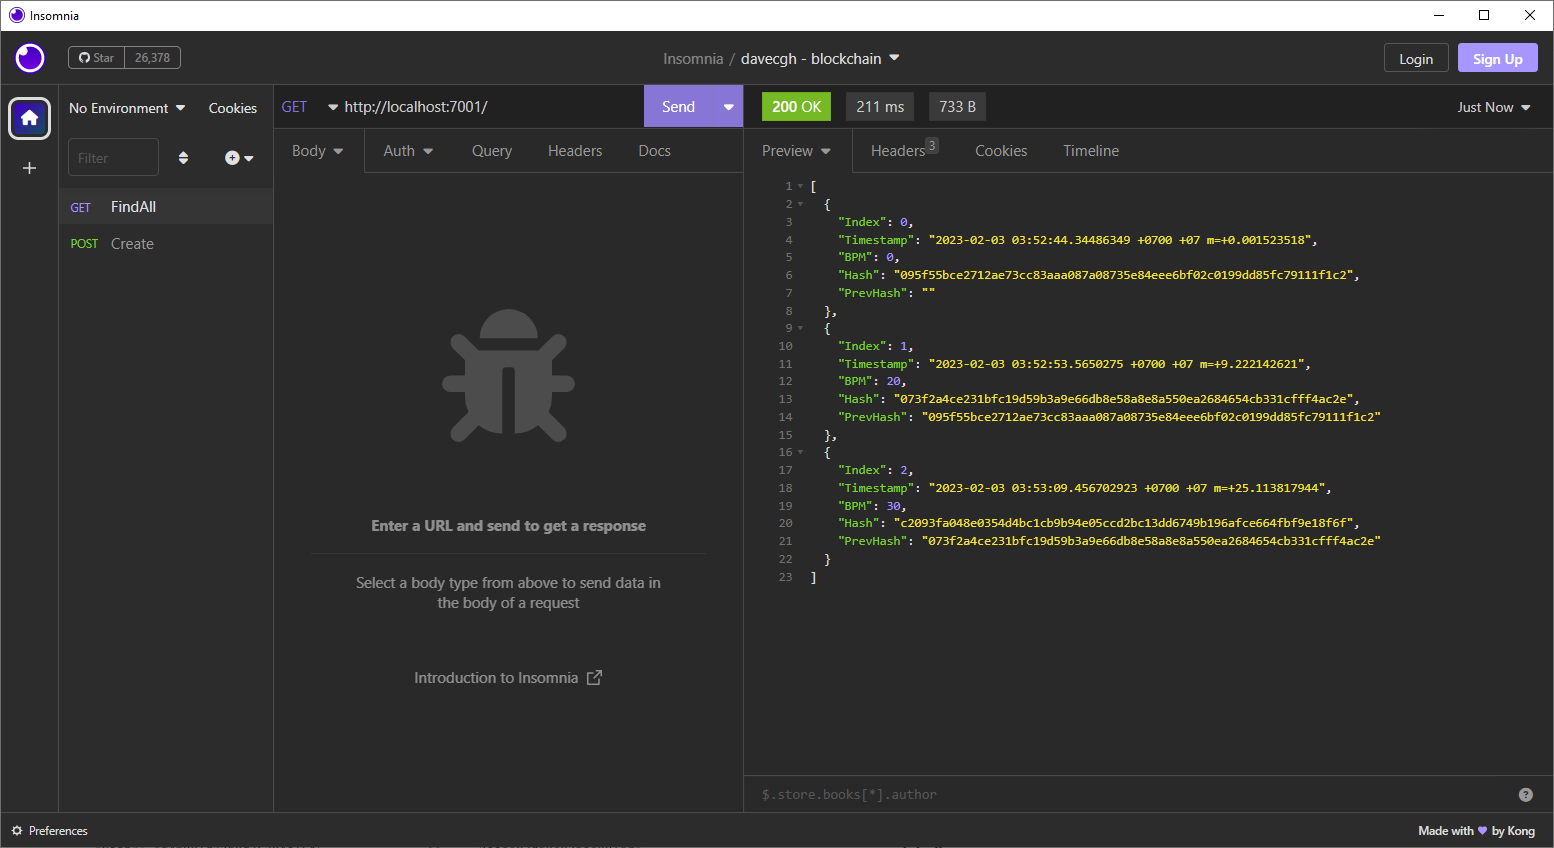 Insomnia
Star 26,378
Insomnia / davecgh - blockchain
Login
Sign Up
No Environment
Cookies
GET http://localhost:7001/
Send
200 OK
211 ms
733 B
Just Now
Filter
Body
Auth
Query
Headers
Docs
Preview
Headers 3
Cookies
Timeline
GET FindAll
POST Create
Enter a URL and send to get a response
Select a body type from above to send data in
the body of a request
Introduction to Insomnia
1 [
2 {
3 "Index": 0,
4 "Timestamp": "2023-02-03 03:52:44.34486349 +0700 +07 m=+0.001523518",
5 "BPM": 0,
6 "Hash": "095f55bce2712ae73cc83aaa087a08735e84eee6bf02c0199dd85fc79111f1c2",
7 "PrevHash": ""
8 },
9 {
10 "Index": 1,
11 "Timestamp": "2023-02-03 03:52:53.5650275 +0700 +07 m=+9.222142621",
12 "BPM": 20,
13 "Hash": "073f2a4ce231bfc19d59b3a9e66db8e58a8e8a550ea2684654cb331cfff4ac2e",
14 "PrevHash": "095f55bce2712ae73cc83aaa087a08735e84eee6bf02c0199dd85fc79111f1c2"
15 },
16 {
17 "Index": 2,
18 "Timestamp": "2023-02-03 03:53:09.456702923 +0700 +07 m=+25.113817944",
19 "BPM": 30,
20 "Hash": "c2093fa048e0354d4bc1cb9b94e05ccd2bc13dd6749b196afce664fbf9e18f6f",
21 "PrevHash": "073f2a4ce231bfc19d59b3a9e66db8e58a8e8a550ea2684654cb331cfff4ac2e"
22 }
23 ]
$.store.books[*].author
Preferences
Made with 💜 by Kong